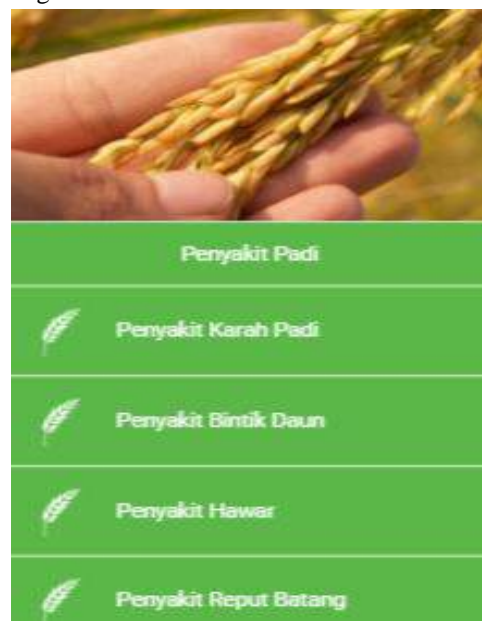 Penyakit Padi
Penyakit Karah Padi
Penyakit Bintik Daun
Penyakit Hawar
Penyakit Reput Batang